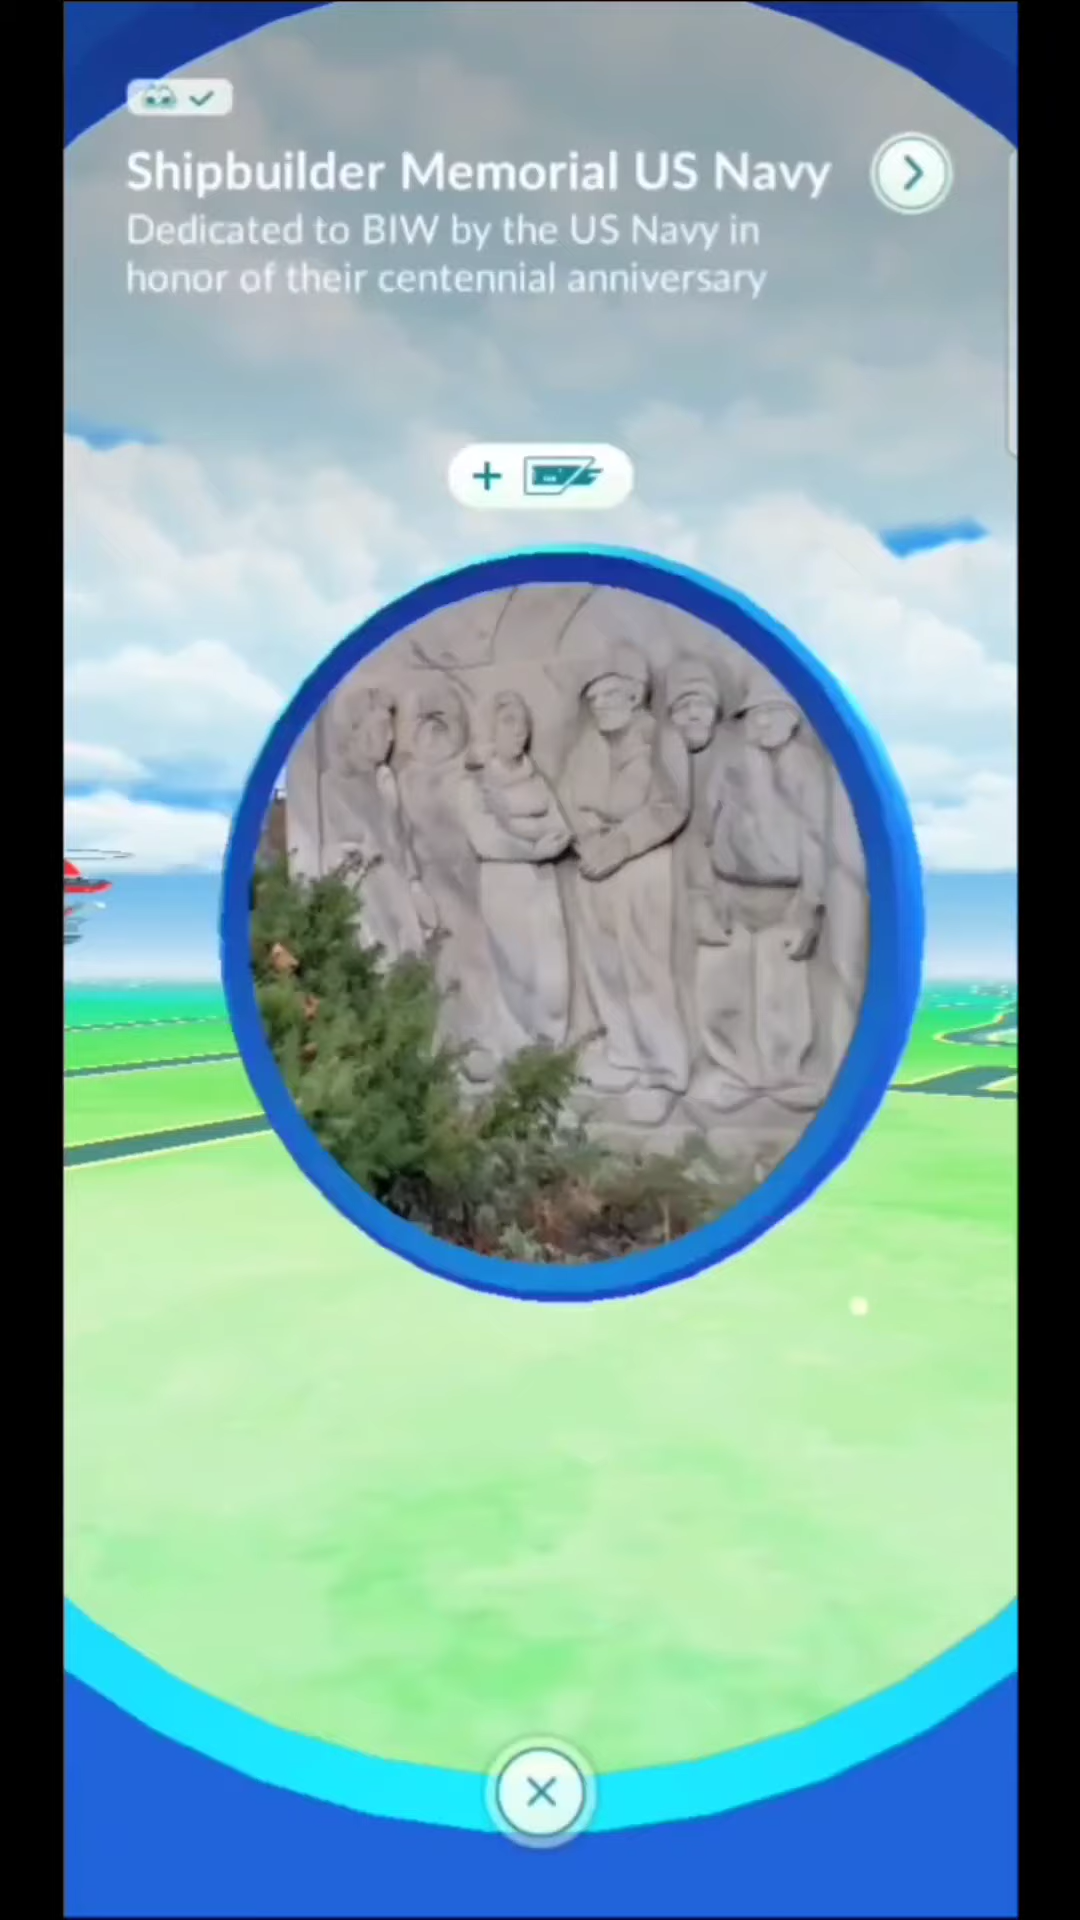 Shipbuilder Memorial US Navy
Dedicated to BIW by the US Navy in
honor of their centennial anniversary